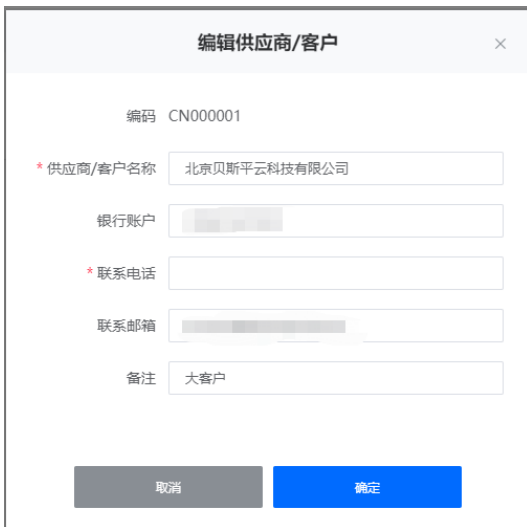 编辑供应商/客户
编码 CN000001
* 供应商/客户名称 北京贝斯平云科技有限公司
银行账户
* 联系电话
联系邮箱
备注 大客户
取消 确定